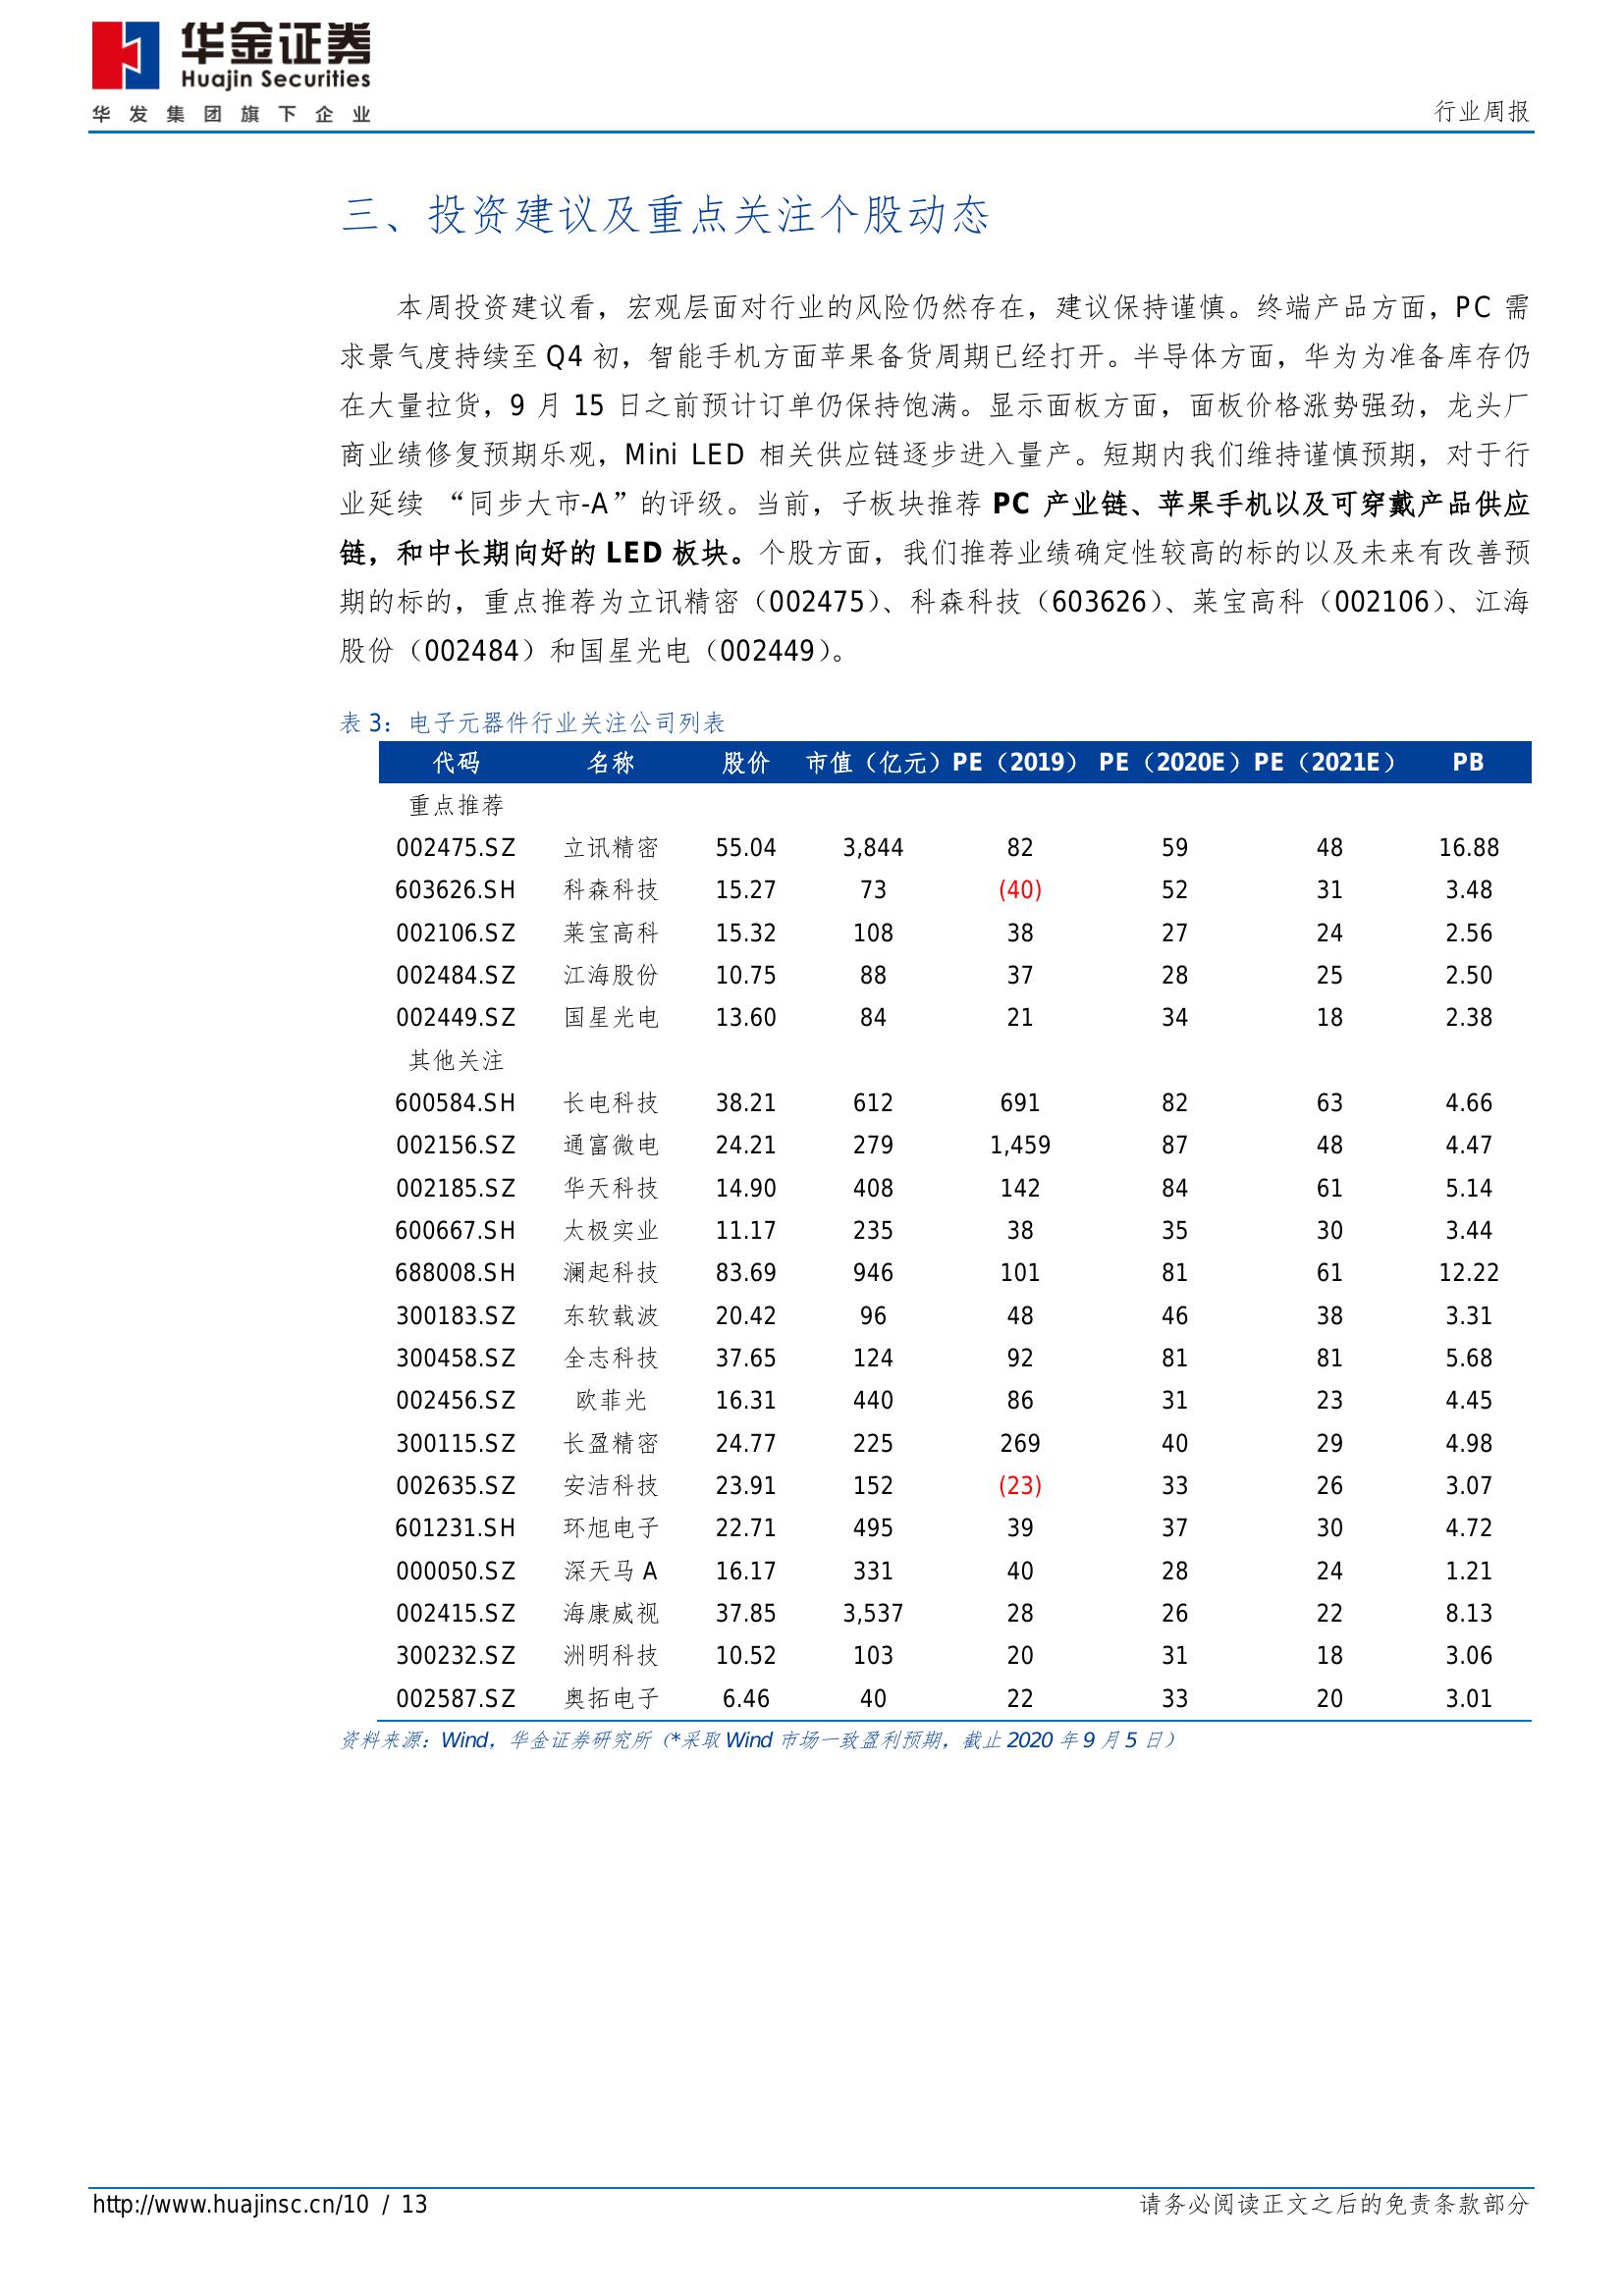 华金证券
Huajin Securities
华发集团旗下企业
行业周报
三、投资建议及重点关注个股动态
本周投资建议看，宏观层面对行业的风险仍然存在，建议保持谨慎。终端产品方面，PC 需
求景气度持续至 Q4 初，智能手机方面苹果备货周期已经打开。半导体方面，华为为准备库存仍
在大量拉货，9 月 15 日之前预计订单仍保持饱满。显示面板方面，面板价格涨势强劲，龙头厂
商业绩修复预期乐观，Mini LED 相关供应链逐步进入量产。短期内我们维持谨慎预期，对于行
业延续 “同步大市-A”的评级。当前，子板块推荐 PC 产业链、苹果手机以及可穿戴产品供应
链，和中长期向好的 LED 板块。个股方面，我们推荐业绩确定性较高的标的以及未来有改善预
期的标的，重点推荐为立讯精密（002475）、科森科技（603626）、莱宝高科（002106）、江海
股份（002484）和国星光电（002449）。
表 3：电子元器件行业关注公司列表
代码 名称 股价 市值（亿元）PE（2019） PE（2020E）PE（2021E） PB
重点推荐
002475.SZ 立讯精密 55.04 3,844 82 59 48 16.88
603626.SH 科森科技 15.27 73 (40) 52 31 3.48
002106.SZ 莱宝高科 15.32 108 38 27 24 2.56
002484.SZ 江海股份 10.75 88 37 28 25 2.50
002449.SZ 国星光电 13.60 84 21 34 18 2.38
其他关注
600584.SH 长电科技 38.21 612 691 82 63 4.66
002156.SZ 通富微电 24.21 279 1,459 87 48 4.47
002185.SZ 华天科技 14.90 408 142 84 61 5.14
600667.SH 太极实业 11.17 235 38 35 30 3.44
688008.SH 澜起科技 83.69 946 101 81 61 12.22
300183.SZ 东软载波 20.42 96 48 46 38 3.31
300458.SZ 全志科技 37.65 124 92 81 81 5.68
002456.SZ 欧菲光 16.31 440 86 31 23 4.45
300115.SZ 长盈精密 24.77 225 269 40 29 4.98
002635.SZ 安洁科技 23.91 152 (23) 33 26 3.07
601231.SH 环旭电子 22.71 495 39 37 30 4.72
000050.SZ 深天马 A 16.17 331 40 28 24 1.21
002415.SZ 海康威视 37.85 3,537 28 26 22 8.13
300232.SZ 洲明科技 10.52 103 20 31 18 3.06
002587.SZ 奥拓电子 6.46 40 22 33 20 3.01
资料来源：Wind，华金证券研究所（*采取 Wind 市场一致盈利预期，截止 2020 年 9 月 5 日）
http://www.huajinsc.cn/10 / 13
请务必阅读正文之后的免责条款部分